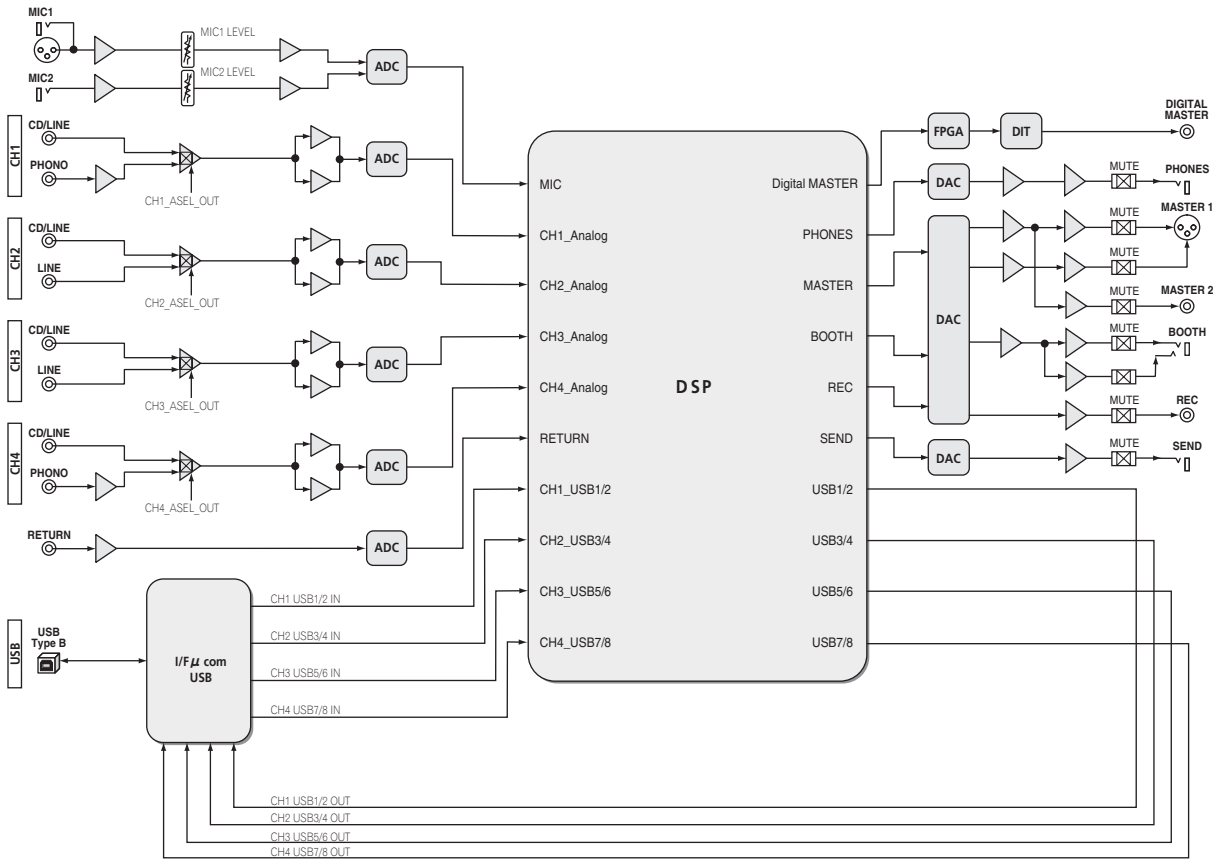 MIC1
MIC1 LEVEL
ADC
MIC2
MIC2 LEVEL
CH1
CD/LINE
PHONO
CH1_ASEL_OUT
ADC
CH2
CD/LINE
LINE
CH2_ASEL_OUT
ADC
CH3
CD/LINE
LINE
CH3_ASEL_OUT
ADC
CH4
CD/LINE
PHONO
CH4_ASEL_OUT
ADC
RETURN
ADC
USB
USB
Type B
I/F μ com
USB
CH1 USB1/2 IN
CH2 USB3/4 IN
CH3 USB5/6 IN
CH4 USB7/8 IN
CH1 USB1/2 OUT
CH2 USB3/4 OUT
CH3 USB5/6 OUT
CH4 USB7/8 OUT
DSP
MIC
CH1_Analog
CH2_Analog
CH3_Analog
CH4_Analog
RETURN
CH1_USB1/2
CH2_USB3/4
CH3_USB5/6
CH4_USB7/8
Digital MASTER
PHONES
MASTER
BOOTH
REC
SEND
USB1/2
USB3/4
USB5/6
USB7/8
FPGA
DIT
DIGITAL
MASTER
DAC
MUTE
PHONES
DAC
MUTE
MASTER 1
MUTE
MUTE
MASTER 2
MUTE
BOOTH
MUTE
REC
DAC
MUTE
SEND